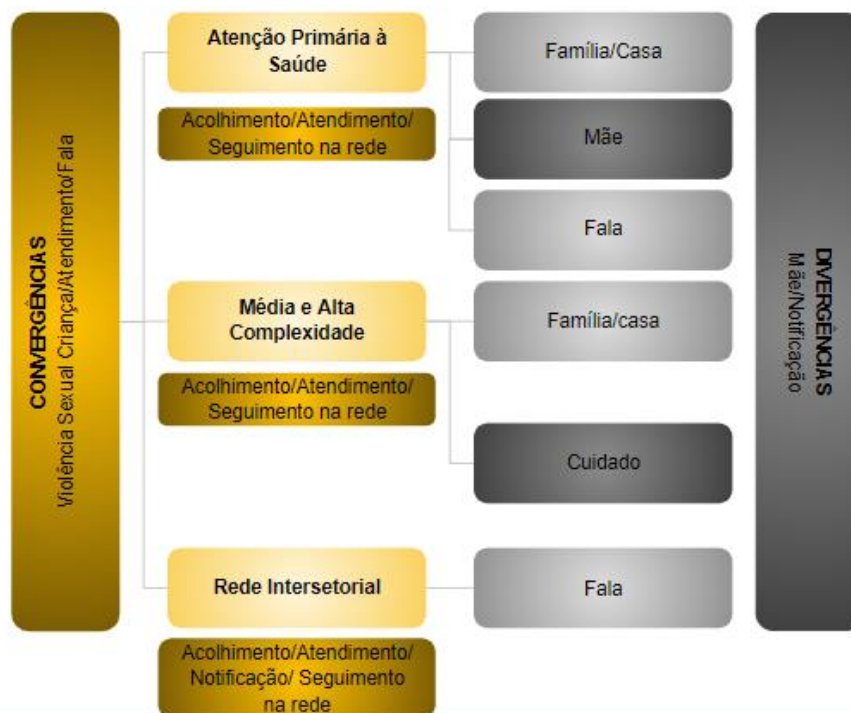 CONVERGÊNCIAS
Violência Sexual Criança/Atendimento/Fala
Atenção Primária à
Saúde
Acolhimento/Atendimento/
Seguimento na rede
Família/Casa
Mãe
Fala
Média e Alta
Complexidade
Acolhimento/Atendimento/
Seguimento na rede
Família/casa
Cuidado
Rede Intersetorial
Acolhimento/Atendimento/
Notificação/ Seguimento
na rede
Fala
DIVERGÊNCIAS
Mãe/Notificação